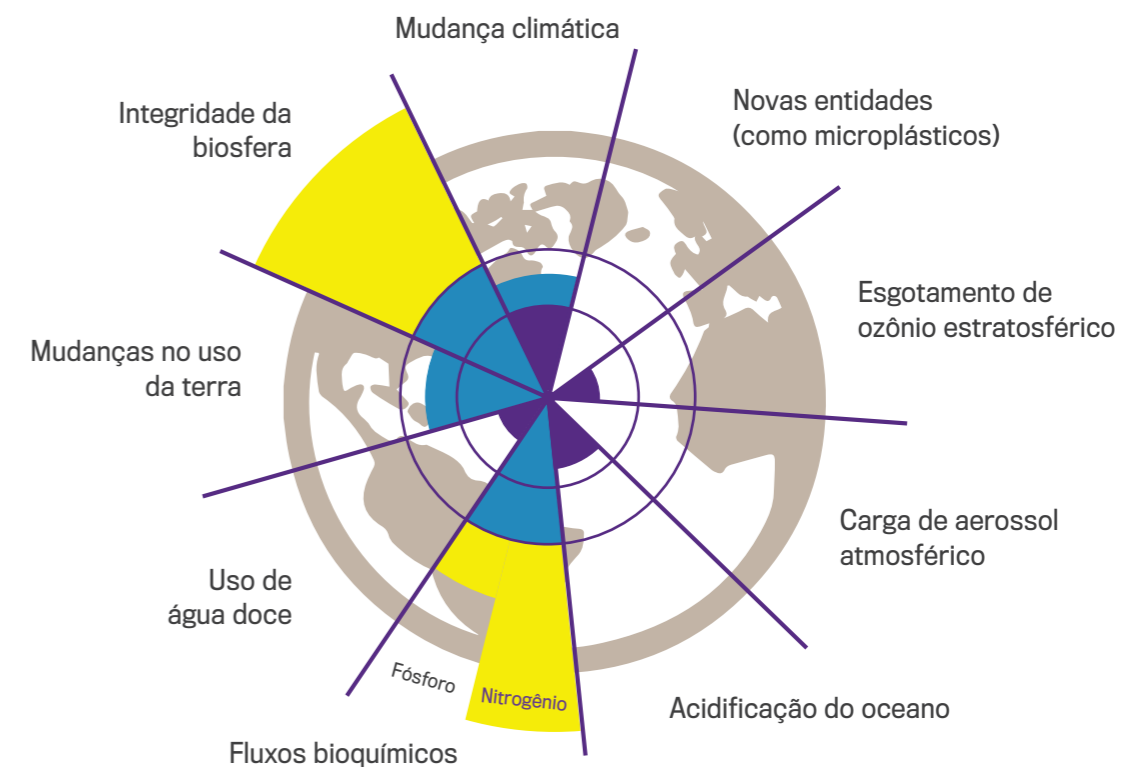 Mudança climática
Novas entidades
(como microplásticos)
Esgotamento de
ozônio estratosférico
Carga de aerossol
atmosférico
Acidificação do oceano
Fluxos bioquímicos
Fósforo
Nitrogênio
Uso de
água doce
Mudanças no uso
da terra
Integridade da
biosfera